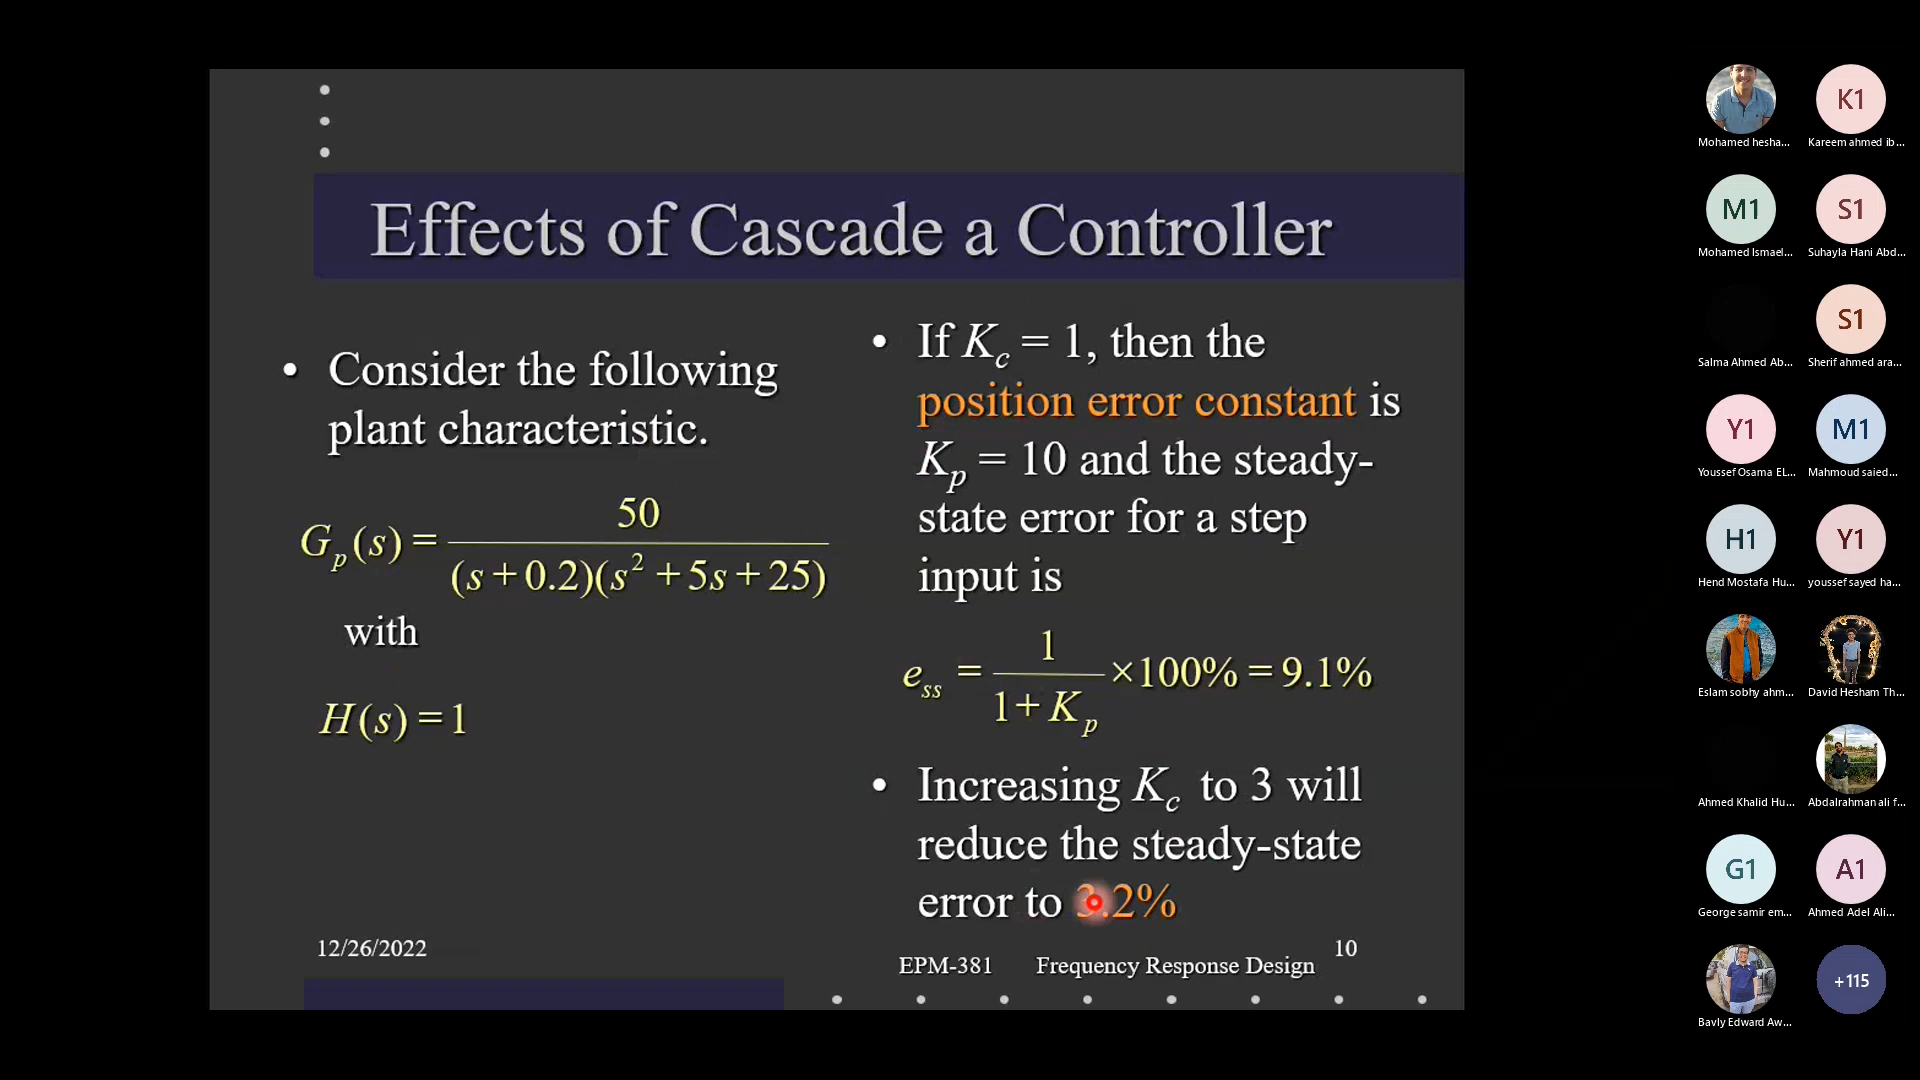 Effects of Cascade a Controller
• Consider the following
plant characteristic.
G_p(s) = 50 / ((s + 0.2)(s² + 5s + 25))
with
H(s) = 1
• If K_c = 1, then the
position error constant is
K_p = 10 and the steady-
state error for a step
input is
e_ss = 1 / (1 + K_p) ×100% = 9.1%
• Increasing K_c to 3 will
reduce the steady-state
error to 3.2%
12/26/2022
EPM-381 Frequency Response Design
10
Mohamed hesha...
K1
Kareem ahmed ib...
M1
Mohamed Ismael...
S1
Suhayla Hani Abd...
Salma Ahmed Ab...
S1
Sherif ahmed ara...
Y1
Youssef Osama EL...
M1
Mahmoud saied...
H1
Hend Mostafa Hu...
Y1
youssef sayed ha...
Eslam sobhy ahm...
David Hesham Th...
Ahmed Khalid Hu...
Abdalrahman ali f...
G1
George samir em...
A1
Ahmed Adel Ali...
Bavly Edward Aw...
+115